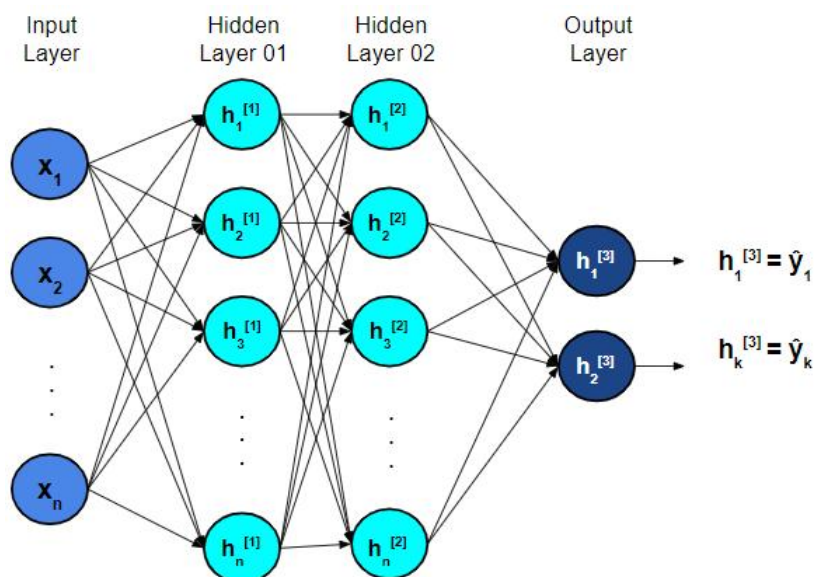 Input Layer
Hidden Layer 01
Hidden Layer 02
Output Layer
x₁
x₂
. . .
xₙ
h₁^[1]
h₂^[1]
h₃^[1]
. . .
hₙ^[1]
h₁^[2]
h₂^[2]
h₃^[2]
. . .
hₙ^[2]
h₁^[3]
h₂^[3]
h₁^[3] = ŷ₁
hₖ^[3] = ŷₖ